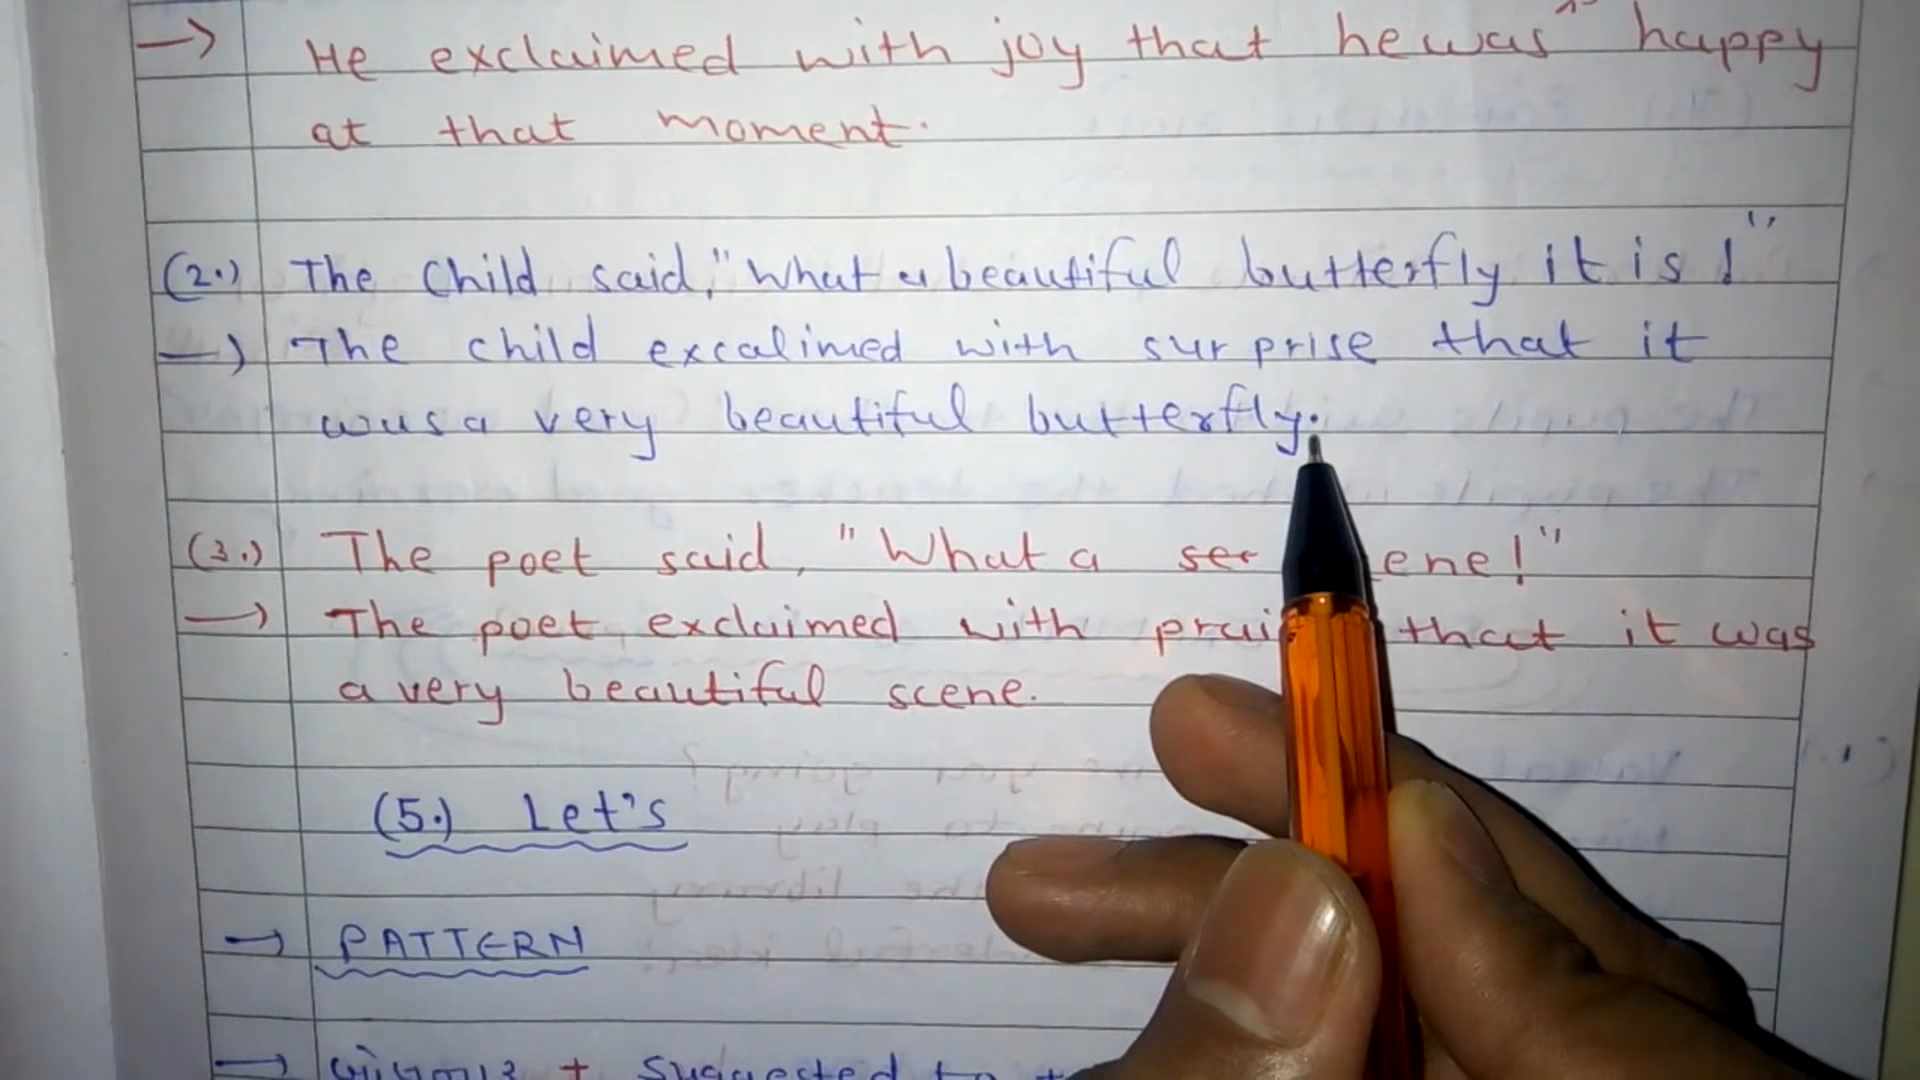 → He exclaimed with joy that he was happy
at that moment.
(2.) The Child said, "What a beautiful butterfly it is!"
→ The child excalimed with surprise that it
was a very beautiful butterfly.
(3.) The poet said, "What a
→ The poet exclaimed with that it was
a very beautiful scene.
(5.) Let's
→ PATTERN
→ + suggested to